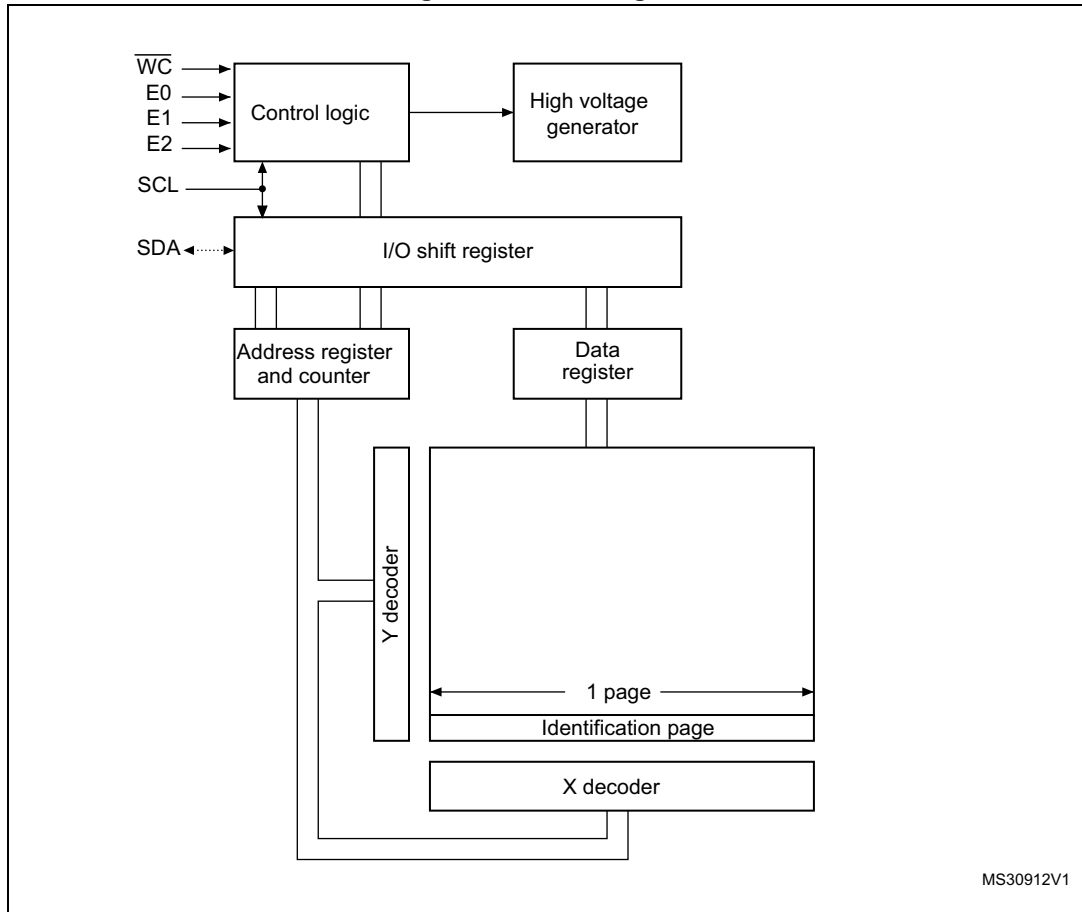 WC
E0
E1
E2
SCL
SDA
Control logic
High voltage
generator
I/O shift register
Address register
and counter
Data
register
Y decoder
1 page
Identification page
X decoder
MS30912V1